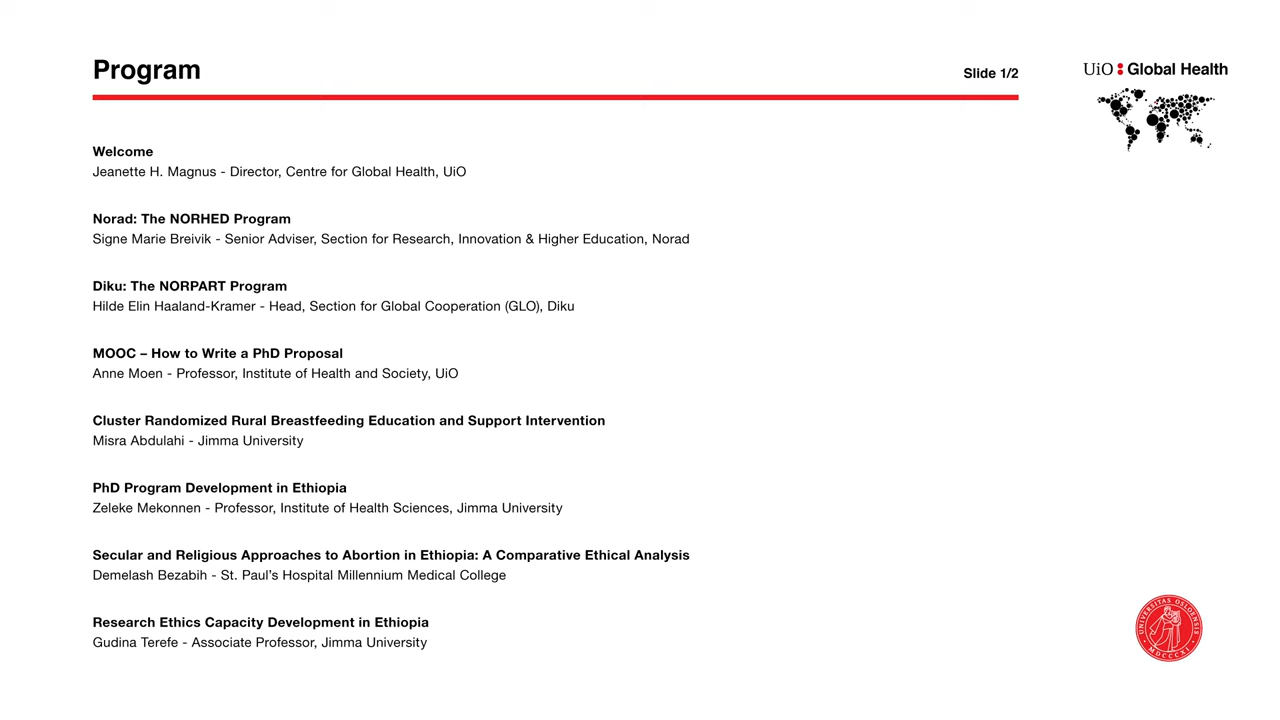 Program
Slide 1/2
UiO : Global Health
Welcome
Jeanette H. Magnus - Director, Centre for Global Health, UiO
Norad: The NORHED Program
Signe Marie Breivik - Senior Adviser, Section for Research, Innovation & Higher Education, Norad
Diku: The NORPART Program
Hilde Elin Haaland-Kramer - Head, Section for Global Cooperation (GLO), Diku
MOOC – How to Write a PhD Proposal
Anne Moen - Professor, Institute of Health and Society, UiO
Cluster Randomized Rural Breastfeeding Education and Support Intervention
Misra Abdulahi - Jimma University
PhD Program Development in Ethiopia
Zeleke Mekonnen - Professor, Institute of Health Sciences, Jimma University
Secular and Religious Approaches to Abortion in Ethiopia: A Comparative Ethical Analysis
Demelash Bezabih - St. Paul’s Hospital Millennium Medical College
Research Ethics Capacity Development in Ethiopia
Gudina Terefe - Associate Professor, Jimma University
UNIVERSITAS OSLOENSIS
MDCCCXI